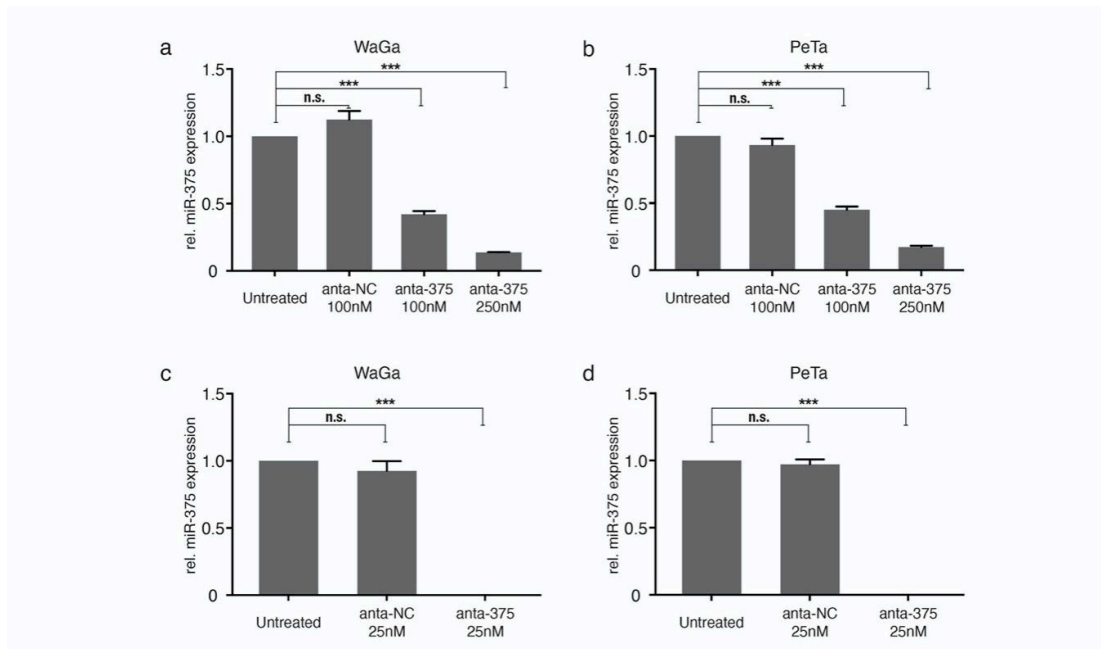 a
WaGa
rel. miR-375 expression
1.5
1.0
0.5
0
***
***
n.s.
Untreated
anta-NC
100nM
anta-375
100nM
anta-375
250nM
b
PeTa
rel. miR-375 expression
1.5
1.0
0.5
0
***
***
n.s.
Untreated
anta-NC
100nM
anta-375
100nM
anta-375
250nM
c
WaGa
rel. miR-375 expression
1.5
1.0
0.5
0
***
n.s.
Untreated
anta-NC
25nM
anta-375
25nM
d
PeTa
rel. miR-375 expression
1.5
1.0
0.5
0
***
n.s.
Untreated
anta-NC
25nM
anta-375
25nM